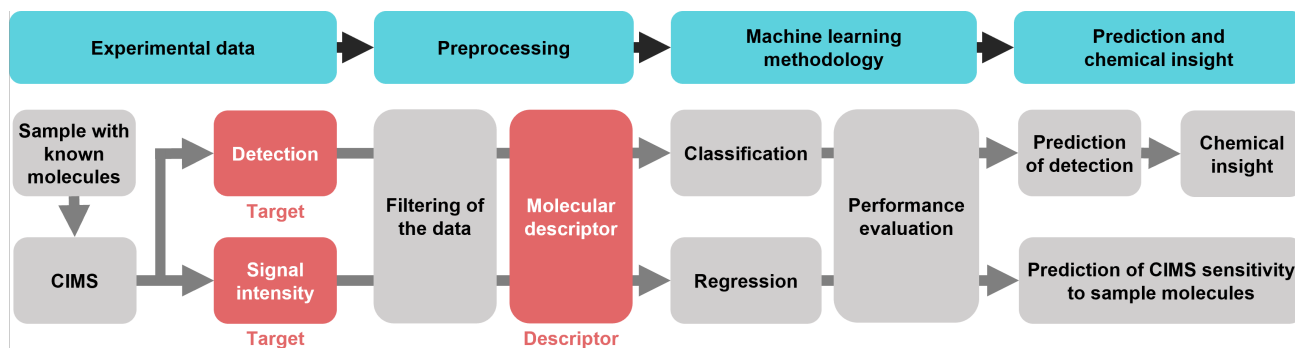 Experimental data
Preprocessing
Machine learning
methodology
Prediction and
chemical insight
Sample with
known
molecules
Detection
Target
CIMS
Signal
intensity
Target
Filtering of
the data
Molecular
descriptor
Descriptor
Classification
Regression
Performance
evaluation
Prediction
of detection
Chemical
insight
Prediction of CIMS sensitivity
to sample molecules